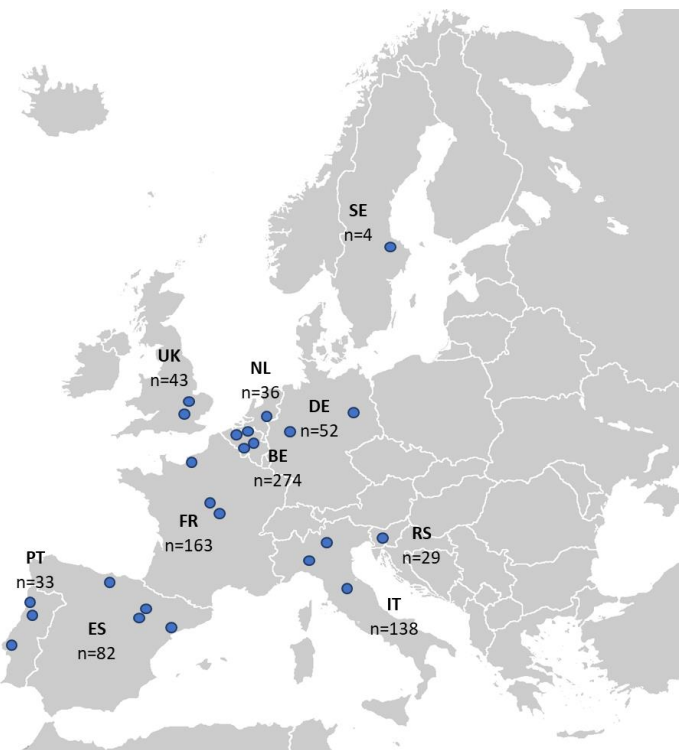 SE
n=4
UK
n=43
NL
n=36
DE
n=52
BE
n=274
FR
n=163
RS
n=29
PT
n=33
IT
n=138
ES
n=82